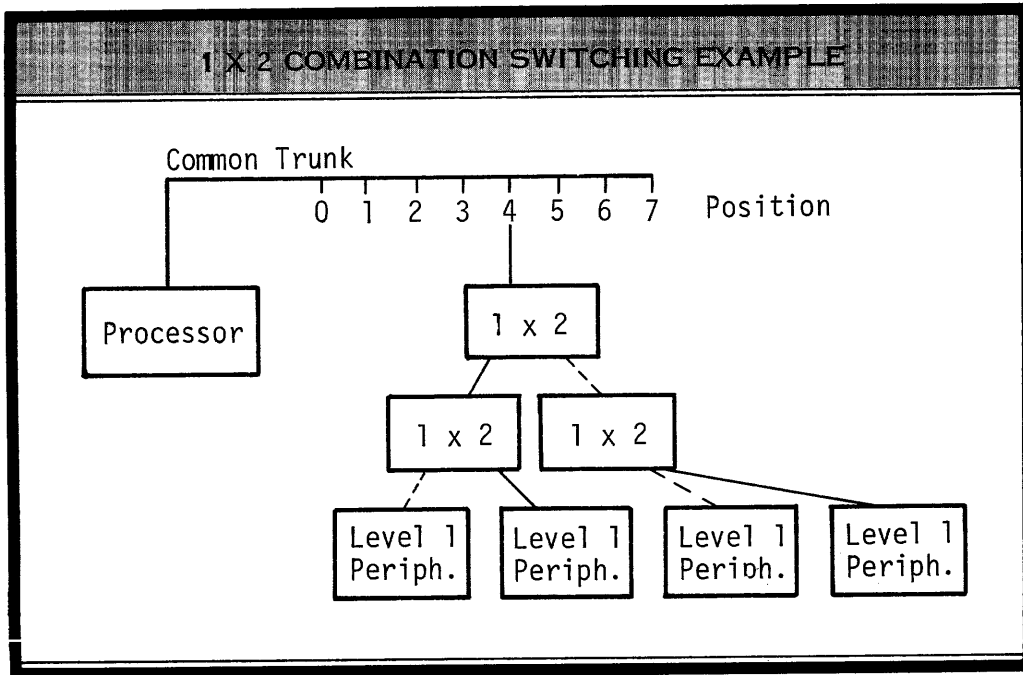 1 X 2 COMBINATION SWITCHING EXAMPLE
Common Trunk
0 1 2 3 4 5 6 7 Position
Processor
1 x 2
1 x 2
1 x 2
Level 1
Periph.
Level 1
Periph.
Level 1
Periph.
Level 1
Periph.